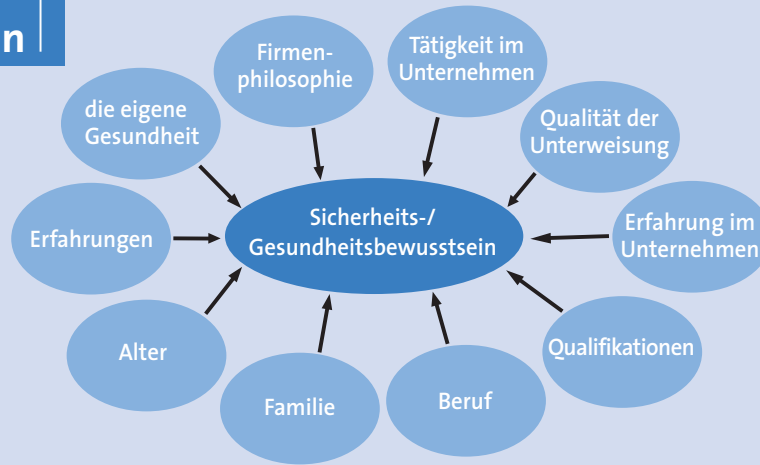 n
Firmen-
philosophie
Tätigkeit im
Unternehmen
die eigene
Gesundheit
Qualität der
Unterweisung
Sicherheits-/
Gesundheitsbewusstsein
Erfahrungen
Erfahrung im
Unternehmen
Alter
Qualifikationen
Familie
Beruf